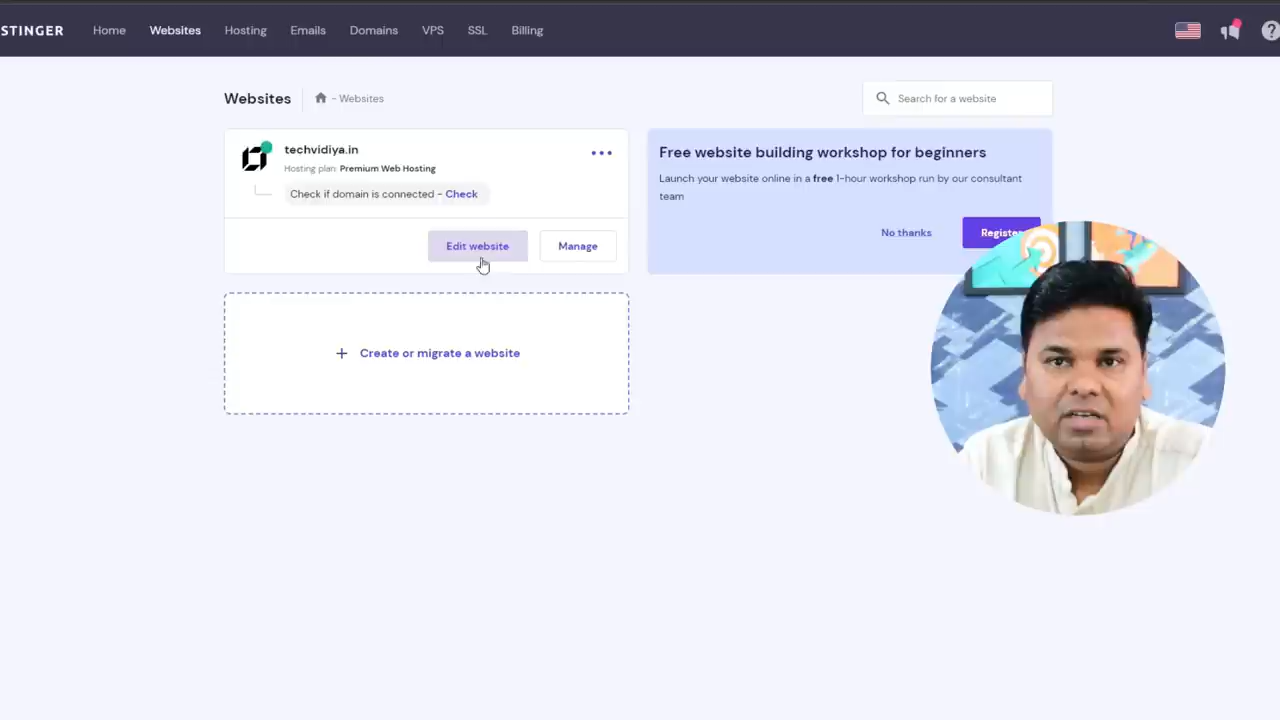 STINGER Home Websites Hosting Emails Domains VPS SSL Billing
Websites - Websites
Search for a website
techvidiya.in
Hosting plan: Premium Web Hosting
Check if domain is connected - Check
Edit website Manage
Free website building workshop for beginners
Launch your website online in a free 1-hour workshop run by our consultant
team
No thanks Register
Create or migrate a website